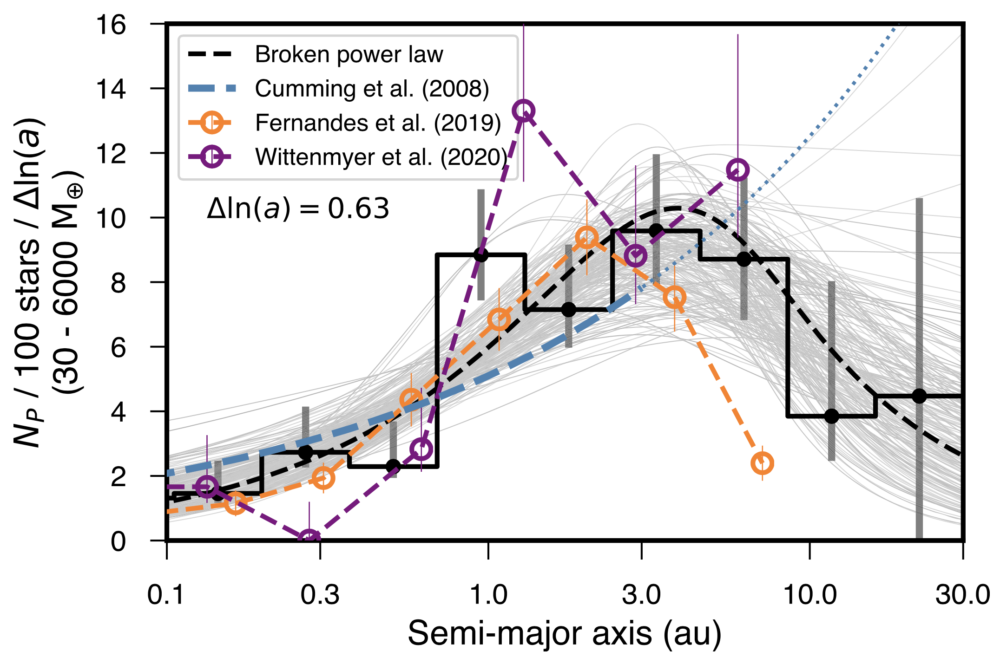 16
14
12
10
8
6
4
2
0
N_P / 100 stars / Δln(a)
(30 - 6000 M⊕)
Broken power law
Cumming et al. (2008)
Fernandes et al. (2019)
Wittenmyer et al. (2020)
Δln(a) = 0.63
0.1 0.3 1.0 3.0 10.0 30.0
Semi-major axis (au)